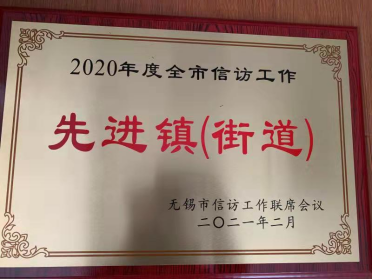 2020年度全市信访工作
先进镇(街道)
无锡市信访工作联席会议
二〇二一年二月